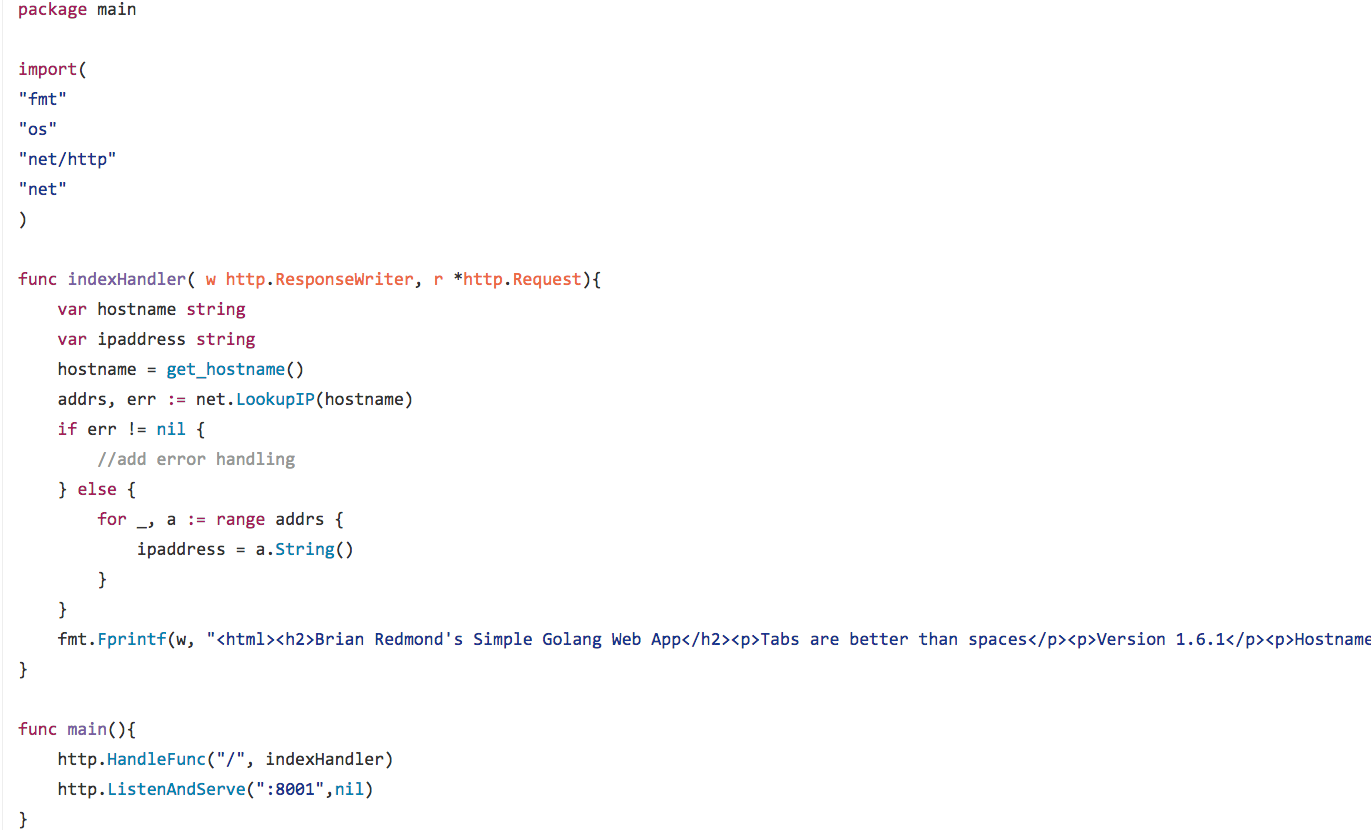 package main

import(
"fmt"
"os"
"net/http"
"net"
)

func indexHandler( w http.ResponseWriter, r *http.Request){
    var hostname string
    var ipaddress string
    hostname = get_hostname()
    addrs, err := net.LookupIP(hostname)
    if err != nil {
        //add error handling
    } else {
        for _, a := range addrs {
            ipaddress = a.String()
        }
    }
    fmt.Fprintf(w, "<html><h2>Brian Redmond's Simple Golang Web App</h2><p>Tabs are better than spaces</p><p>Version 1.6.1</p><p>Hostname
}

func main(){
    http.HandleFunc("/", indexHandler)
    http.ListenAndServe(":8001",nil)
}